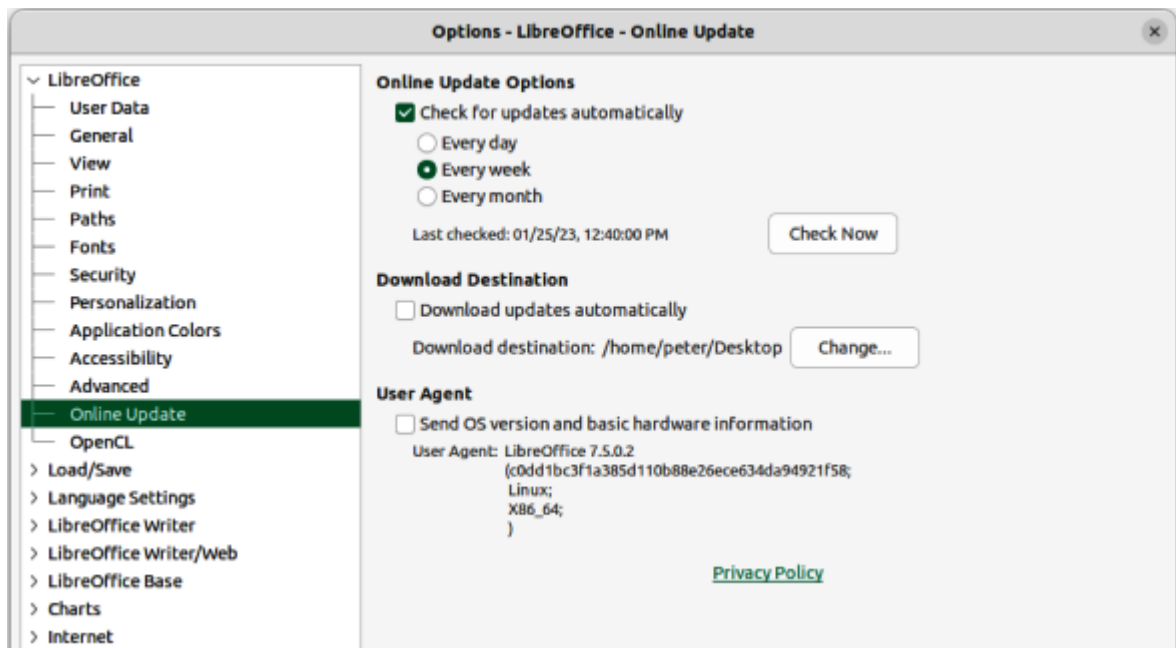 Options - LibreOffice - Online Update
LibreOffice
User Data
General
View
Print
Paths
Fonts
Security
Personalization
Application Colors
Accessibility
Advanced
Online Update
OpenCL
Load/Save
Language Settings
LibreOffice Writer
LibreOffice Writer/Web
LibreOffice Base
Charts
Internet
Online Update Options
Check for updates automatically
Every day
Every week
Every month
Last checked: 01/25/23, 12:40:00 PM
Check Now
Download Destination
Download updates automatically
Download destination: /home/peter/Desktop
Change...
User Agent
Send OS version and basic hardware information
User Agent: LibreOffice 7.5.0.2
(c0dd1bc3f1a385d110b88e26ece634da94921f58;
Linux;
X86_64;
)
Privacy Policy